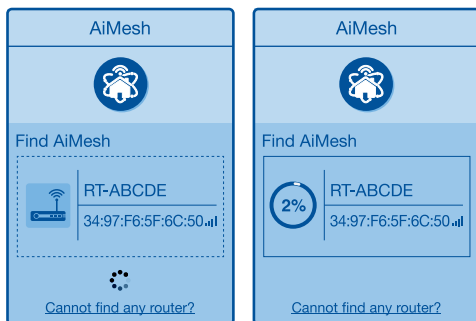 AiMesh
Find AiMesh
RT-ABCDE
34:97:F6:5F:6C:50
Cannot find any router?
AiMesh
Find AiMesh
2%
RT-ABCDE
34:97:F6:5F:6C:50
Cannot find any router?